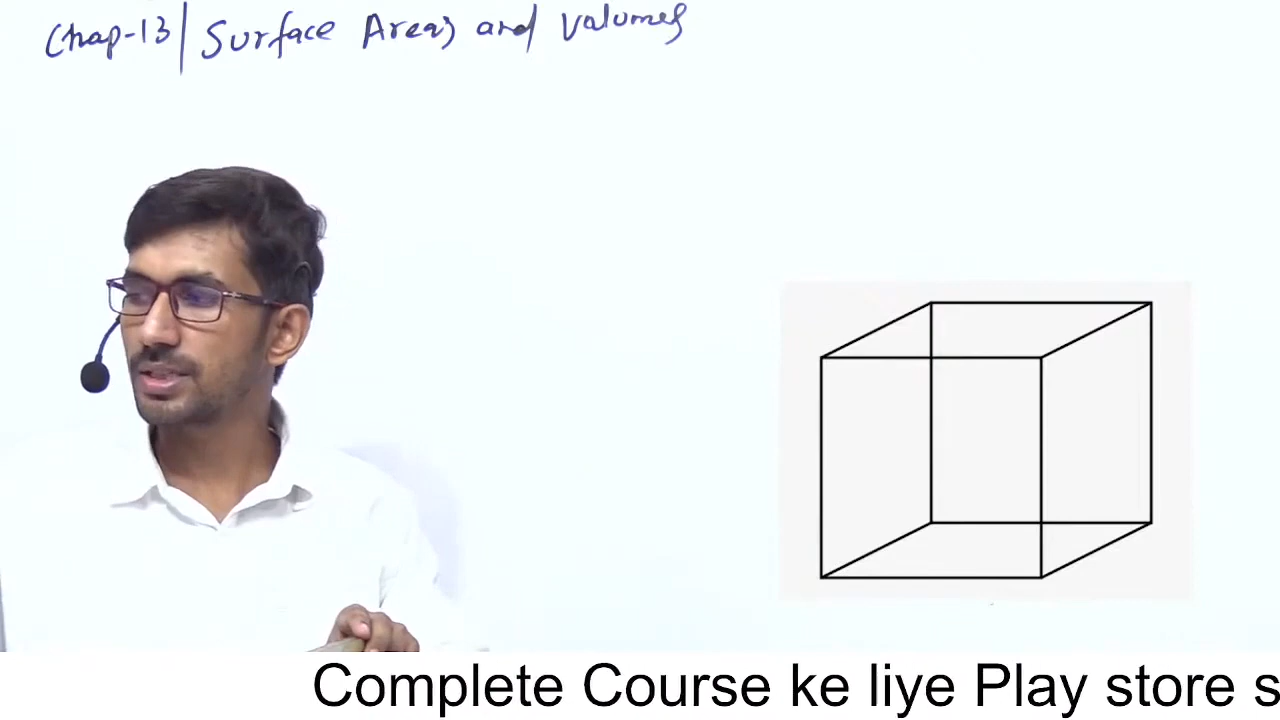 Chap-13 | Surface Areas and Volumes
Complete Course ke liye Play store s